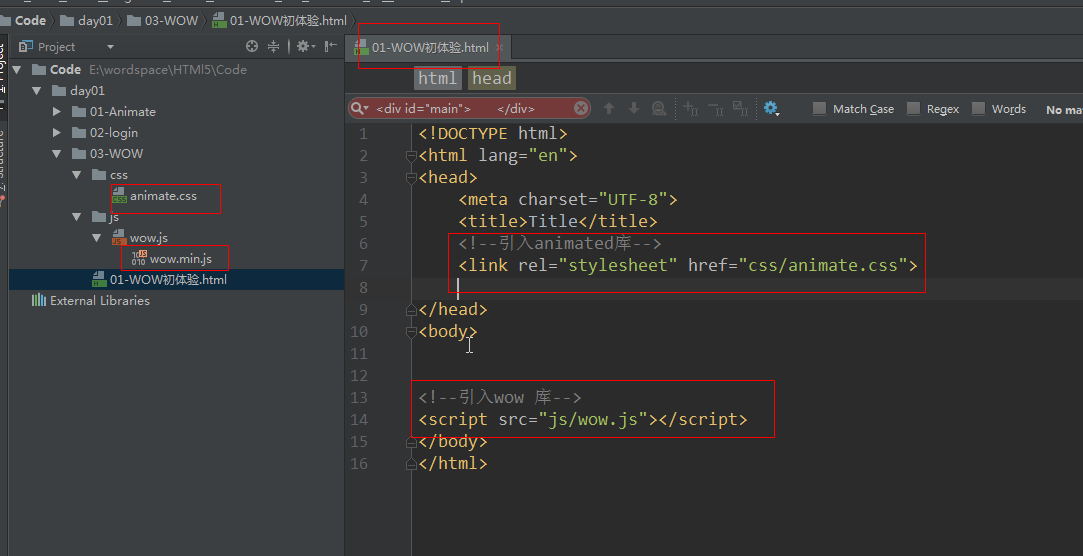 Code day01 03-WOW 01-WOW初体验.html
Project
Code E:\wordspace\HTMl5\Code
day01
01-Animate
02-login
03-WOW
css
animate.css
js
wow.js
wow.min.js
01-WOW初体验.html
External Libraries
01-WOW初体验.html
html head
<div id="main"> </div>
Match Case Regex Words No ma
1 <!DOCTYPE html>
2 <html lang="en">
3 <head>
4 <meta charset="UTF-8">
5 <title>Title</title>
6 <!--引入animated库-->
7 <link rel="stylesheet" href="css/animate.css">
8
9 </head>
10 <body>
11
12
13 <!--引入wow 库-->
14 <script src="js/wow.js"></script>
15 </body>
16 </html>